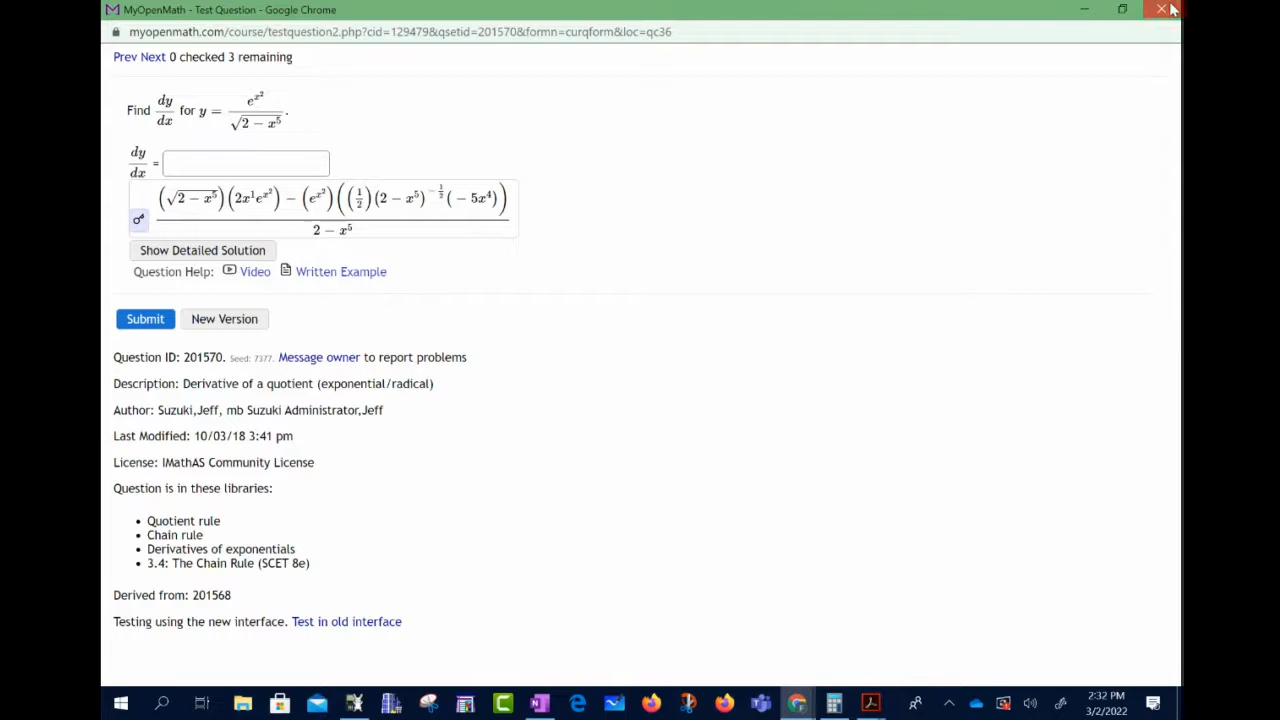 MyOpenMath - Test Question - Google Chrome
myopenmath.com/course/testquestion2.php?cid=129479&qsetid=201570&formn=curqform&loc=qc36
Prev Next 0 checked 3 remaining
Find dy/dx for y = e^{x^2}/√(2 − x^5).
dy/dx =
((√(2 − x^5))(2x^1e^{x^2}) − (e^{x^2})((1/2)(2 − x^5)^{−1/2}(− 5x^4)))/(2 − x^5)
Show Detailed Solution
Question Help: Video Written Example
Submit New Version
Question ID: 201570. Seed: 7377. Message owner to report problems
Description: Derivative of a quotient (exponential/radical)
Author: Suzuki,Jeff, mb Suzuki Administrator,Jeff
Last Modified: 10/03/18 3:41 pm
License: IMathAS Community License
Question is in these libraries:
• Quotient rule
• Chain rule
• Derivatives of exponentials
• 3.4: The Chain Rule (SCET 8e)
Derived from: 201568
Testing using the new interface. Test in old interface
2:32 PM
3/2/2022